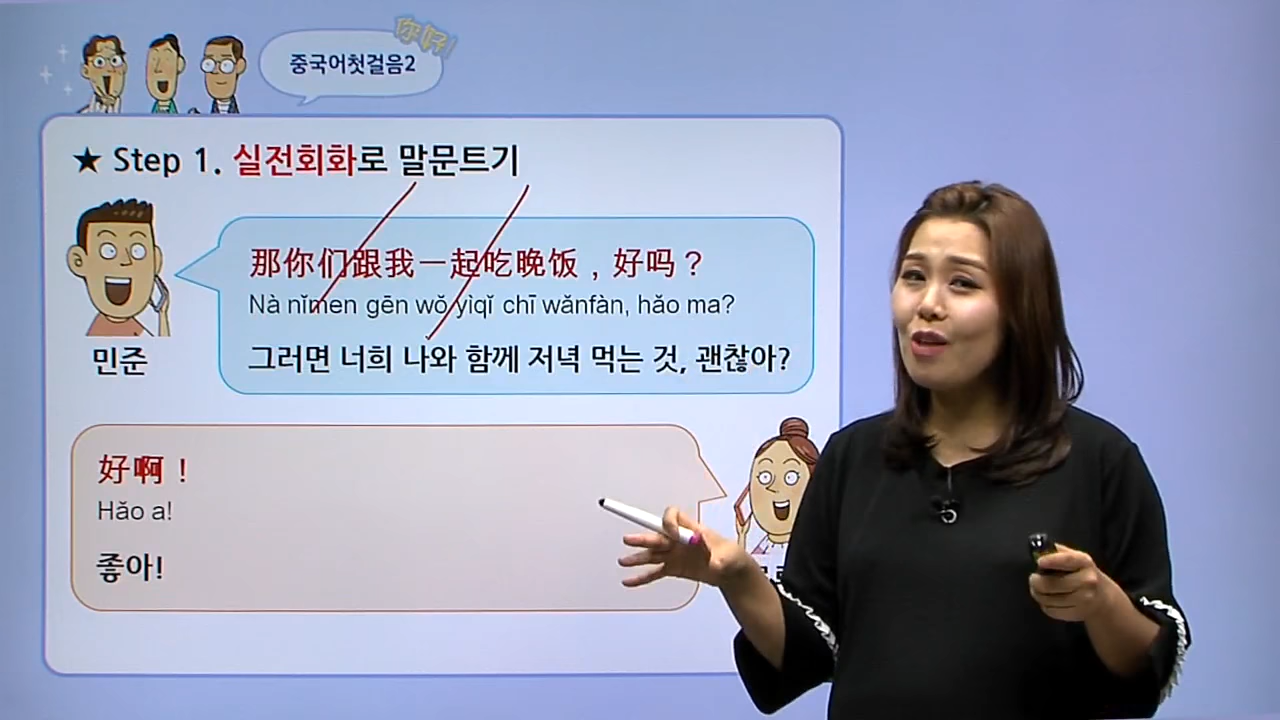 你好!
중국어첫걸음2
★ Step 1. 실전회화로 말문트기
那你们跟我一起吃晚饭，好吗？
Nà nǐmen gēn wǒ yìqǐ chī wǎnfàn, hǎo ma?
그러면 너희 나와 함께 저녁 먹는 것, 괜찮아?
민준
好啊！
Hǎo a!
좋아!